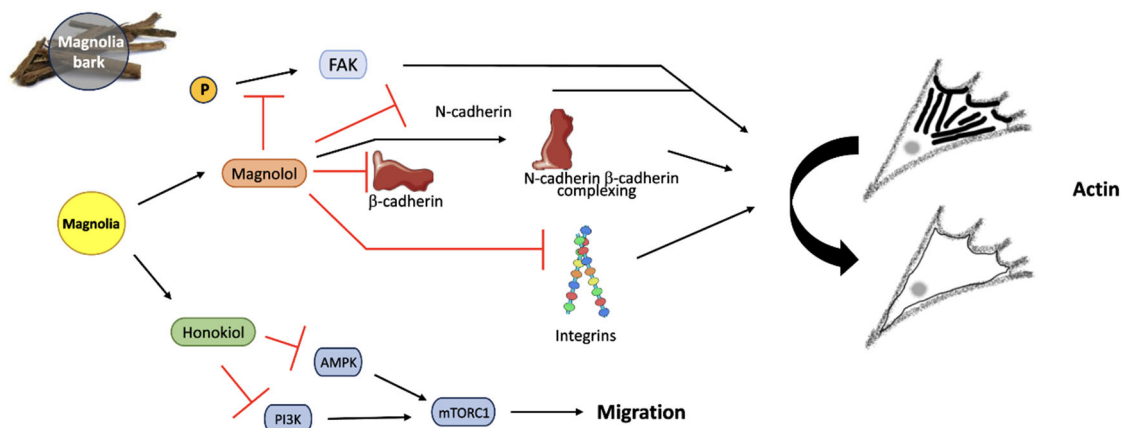 Magnolia
bark
P
FAK
N-cadherin
Magnolol
β-cadherin
N-cadherin β-cadherin
complexing
Actin
Magnolia
Integrins
Honokiol
AMPK
PI3K
mTORC1
Migration